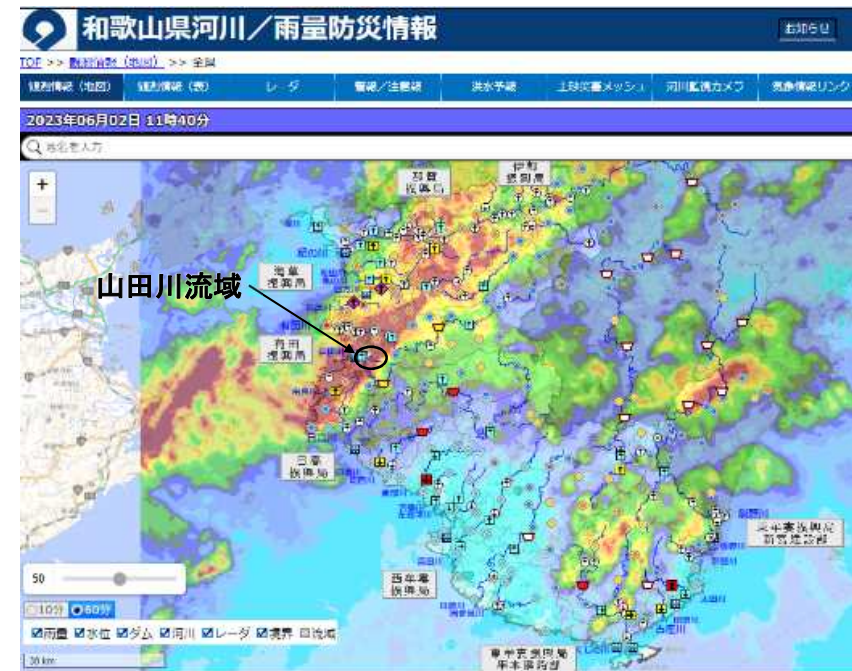 和歌山県河川／雨量防災情報
お知らせ
TOP >> 観測情報（地図） >> 全県
観測情報（地図） 観測情報（表） レーダ 警報／注意報 洪水予報 土砂災害メッシュ 河川監視カメラ 気象情報リンク
2023年06月02日 11時40分
地名を入力
+
-
那賀
振興局
伊都
振興局
海草
振興局
山田川流域
有田
振興局
日高
振興局
東牟婁振興局
新宮建設部
西牟婁
振興局
古座川
東牟婁振興局
串本建設部
50
10分 60分
雨量 水位 ダム 河川 レーダ 境界 流域
30 km